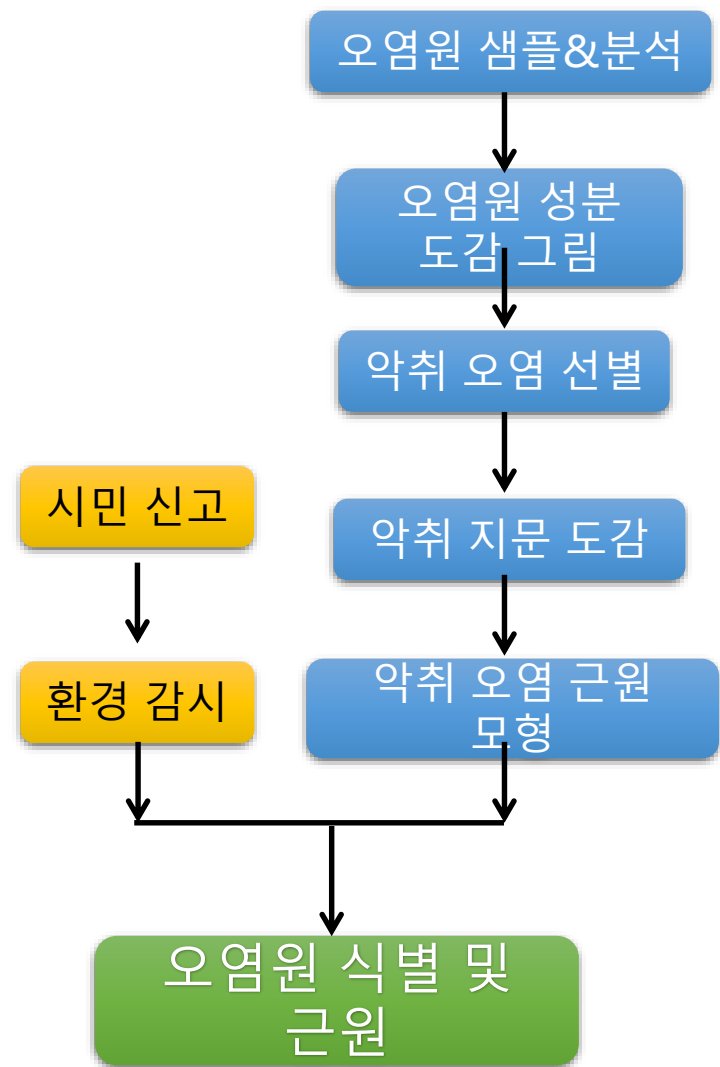 오염원 샘플&분석
오염원 성분
도감 그림
악취 오염 선별
시민 신고
악취 지문 도감
환경 감시
악취 오염 근원
모형
오염원 식별 및
근원